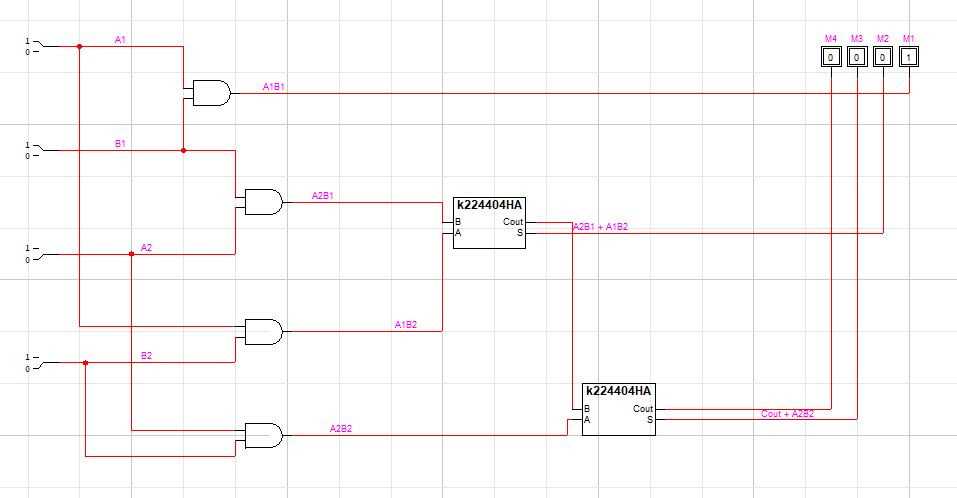 M4 M3 M2 M1
1 A1
0
0 0 0 1
A1B1
1 B1
0
A2B1
k224404HA
B Cout
A S
A2B1 + A1B2
1 A2
0
A1B2
1 B2
0
k224404HA
B Cout
A S
Cout + A2B2
A2B2